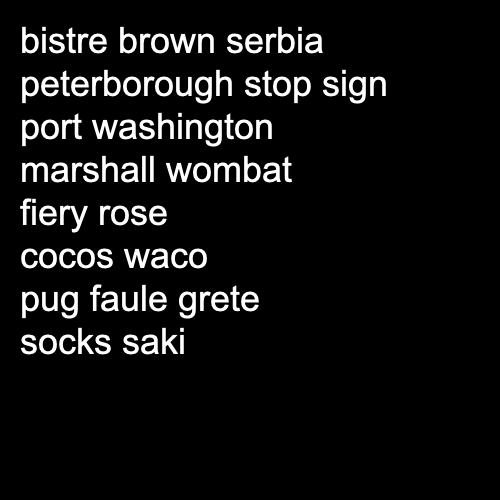 bistre brown serbia
peterborough stop sign
port washington
marshall wombat
fiery rose
cocos waco
pug faule grete
socks saki